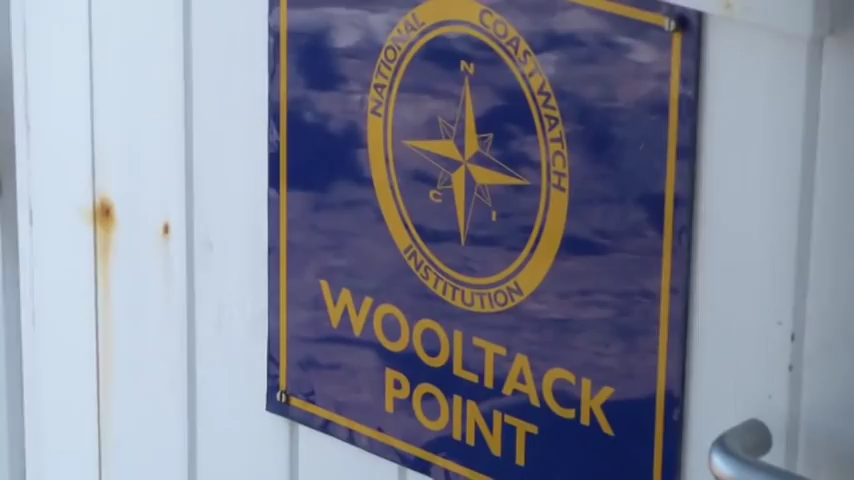 NATIONAL COASTWATCH
N
C I
INSTITUTION
WOOLTACK
POINT